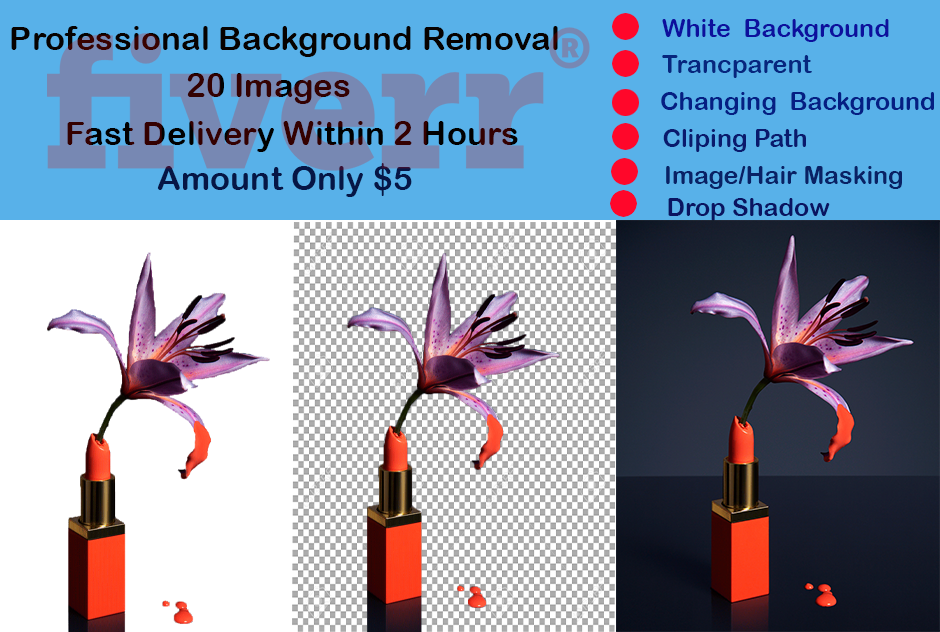 Professional Background Removal
20 Images
Fast Delivery Within 2 Hours
Amount Only $5
fiverr®
White Background
Trancparent
Changing Background
Cliping Path
Image/Hair Masking
Drop Shadow